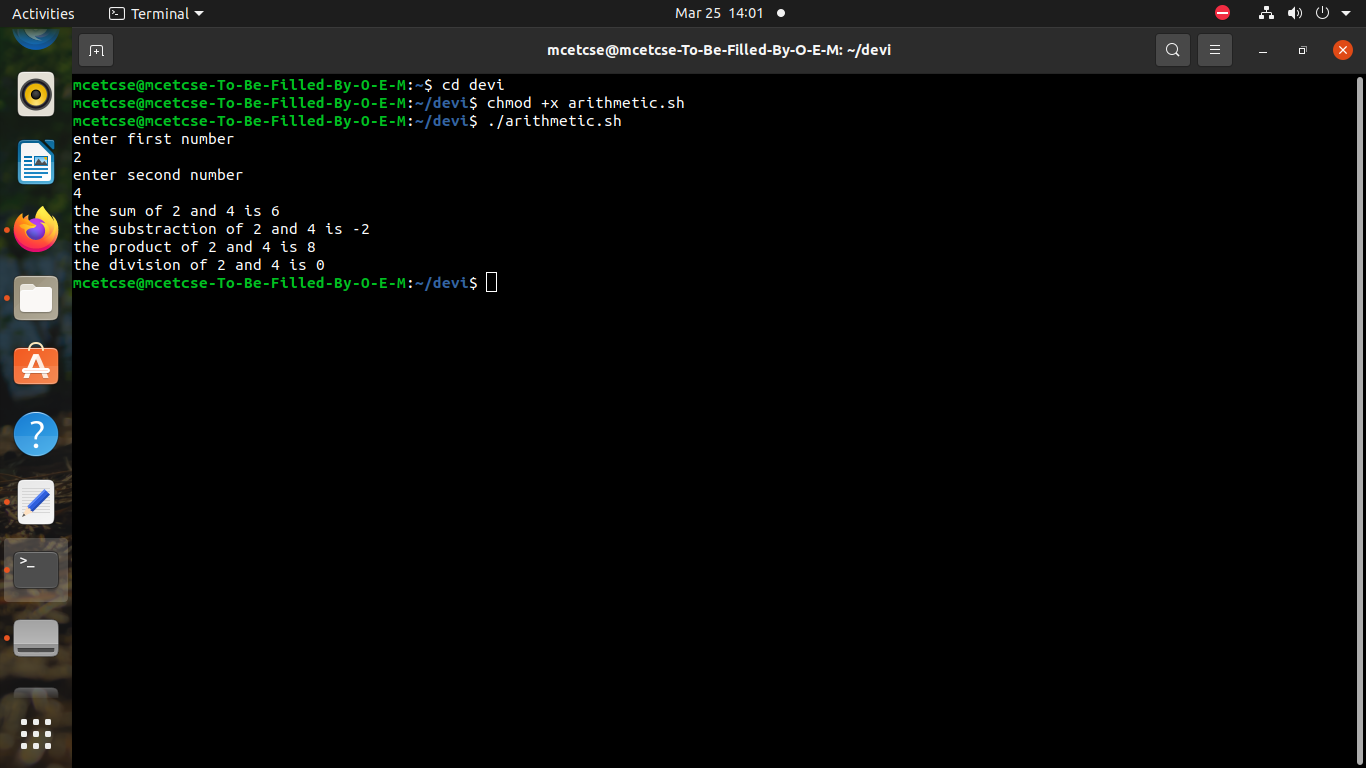 Activities Terminal Mar 25 14:01
mcetcse@mcetcse-To-Be-Filled-By-O-E-M: ~/devi
mcetcse@mcetcse-To-Be-Filled-By-O-E-M:~$ cd devi
mcetcse@mcetcse-To-Be-Filled-By-O-E-M:~/devi$ chmod +x arithmetic.sh
mcetcse@mcetcse-To-Be-Filled-By-O-E-M:~/devi$ ./arithmetic.sh
enter first number
2
enter second number
4
the sum of 2 and 4 is 6
the substraction of 2 and 4 is -2
the product of 2 and 4 is 8
the division of 2 and 4 is 0
mcetcse@mcetcse-To-Be-Filled-By-O-E-M:~/devi$